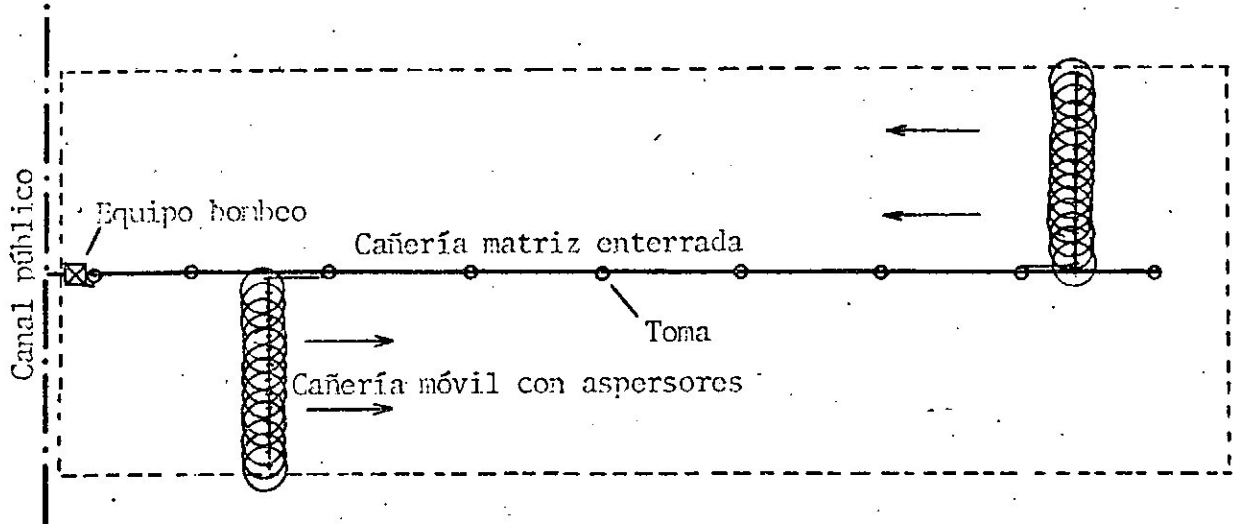 Canal público
Equipo bombeo
Cañería matriz enterrada
Toma
Cañería móvil con aspersores